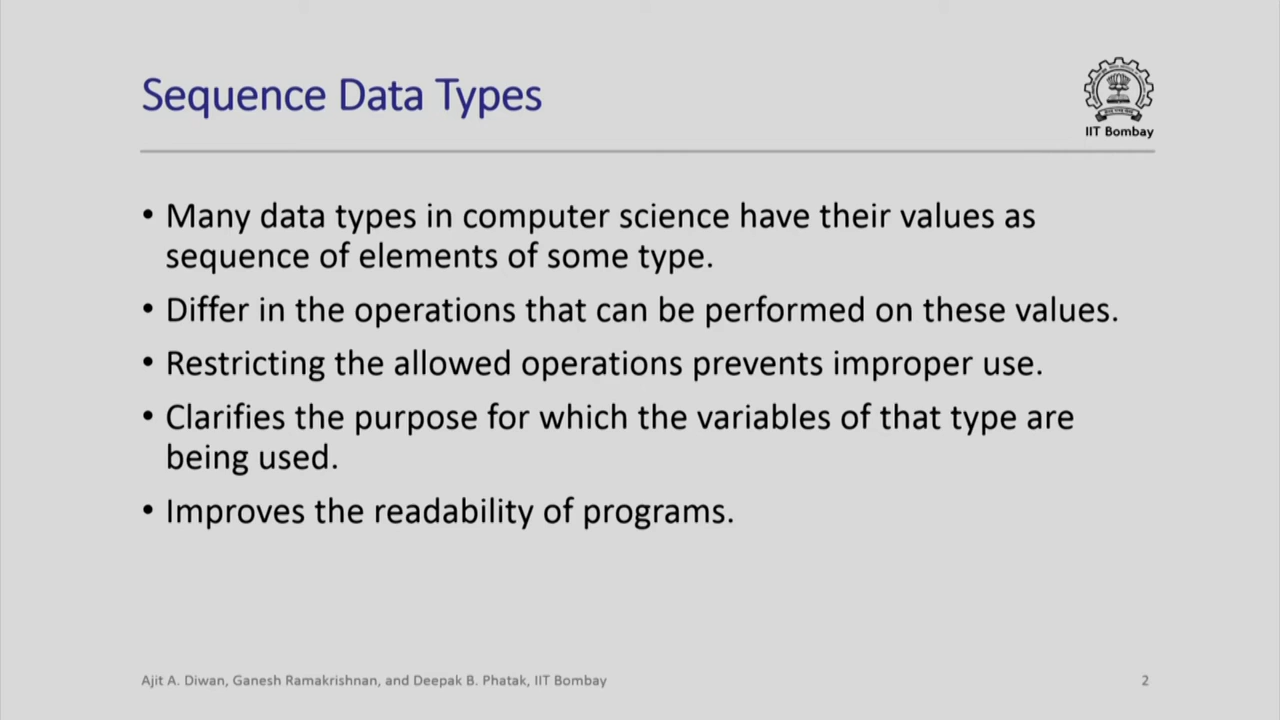 Sequence Data Types
IIT Bombay
• Many data types in computer science have their values as
sequence of elements of some type.
• Differ in the operations that can be performed on these values.
• Restricting the allowed operations prevents improper use.
• Clarifies the purpose for which the variables of that type are
being used.
• Improves the readability of programs.
Ajit A. Diwan, Ganesh Ramakrishnan, and Deepak B. Phatak, IIT Bombay
2